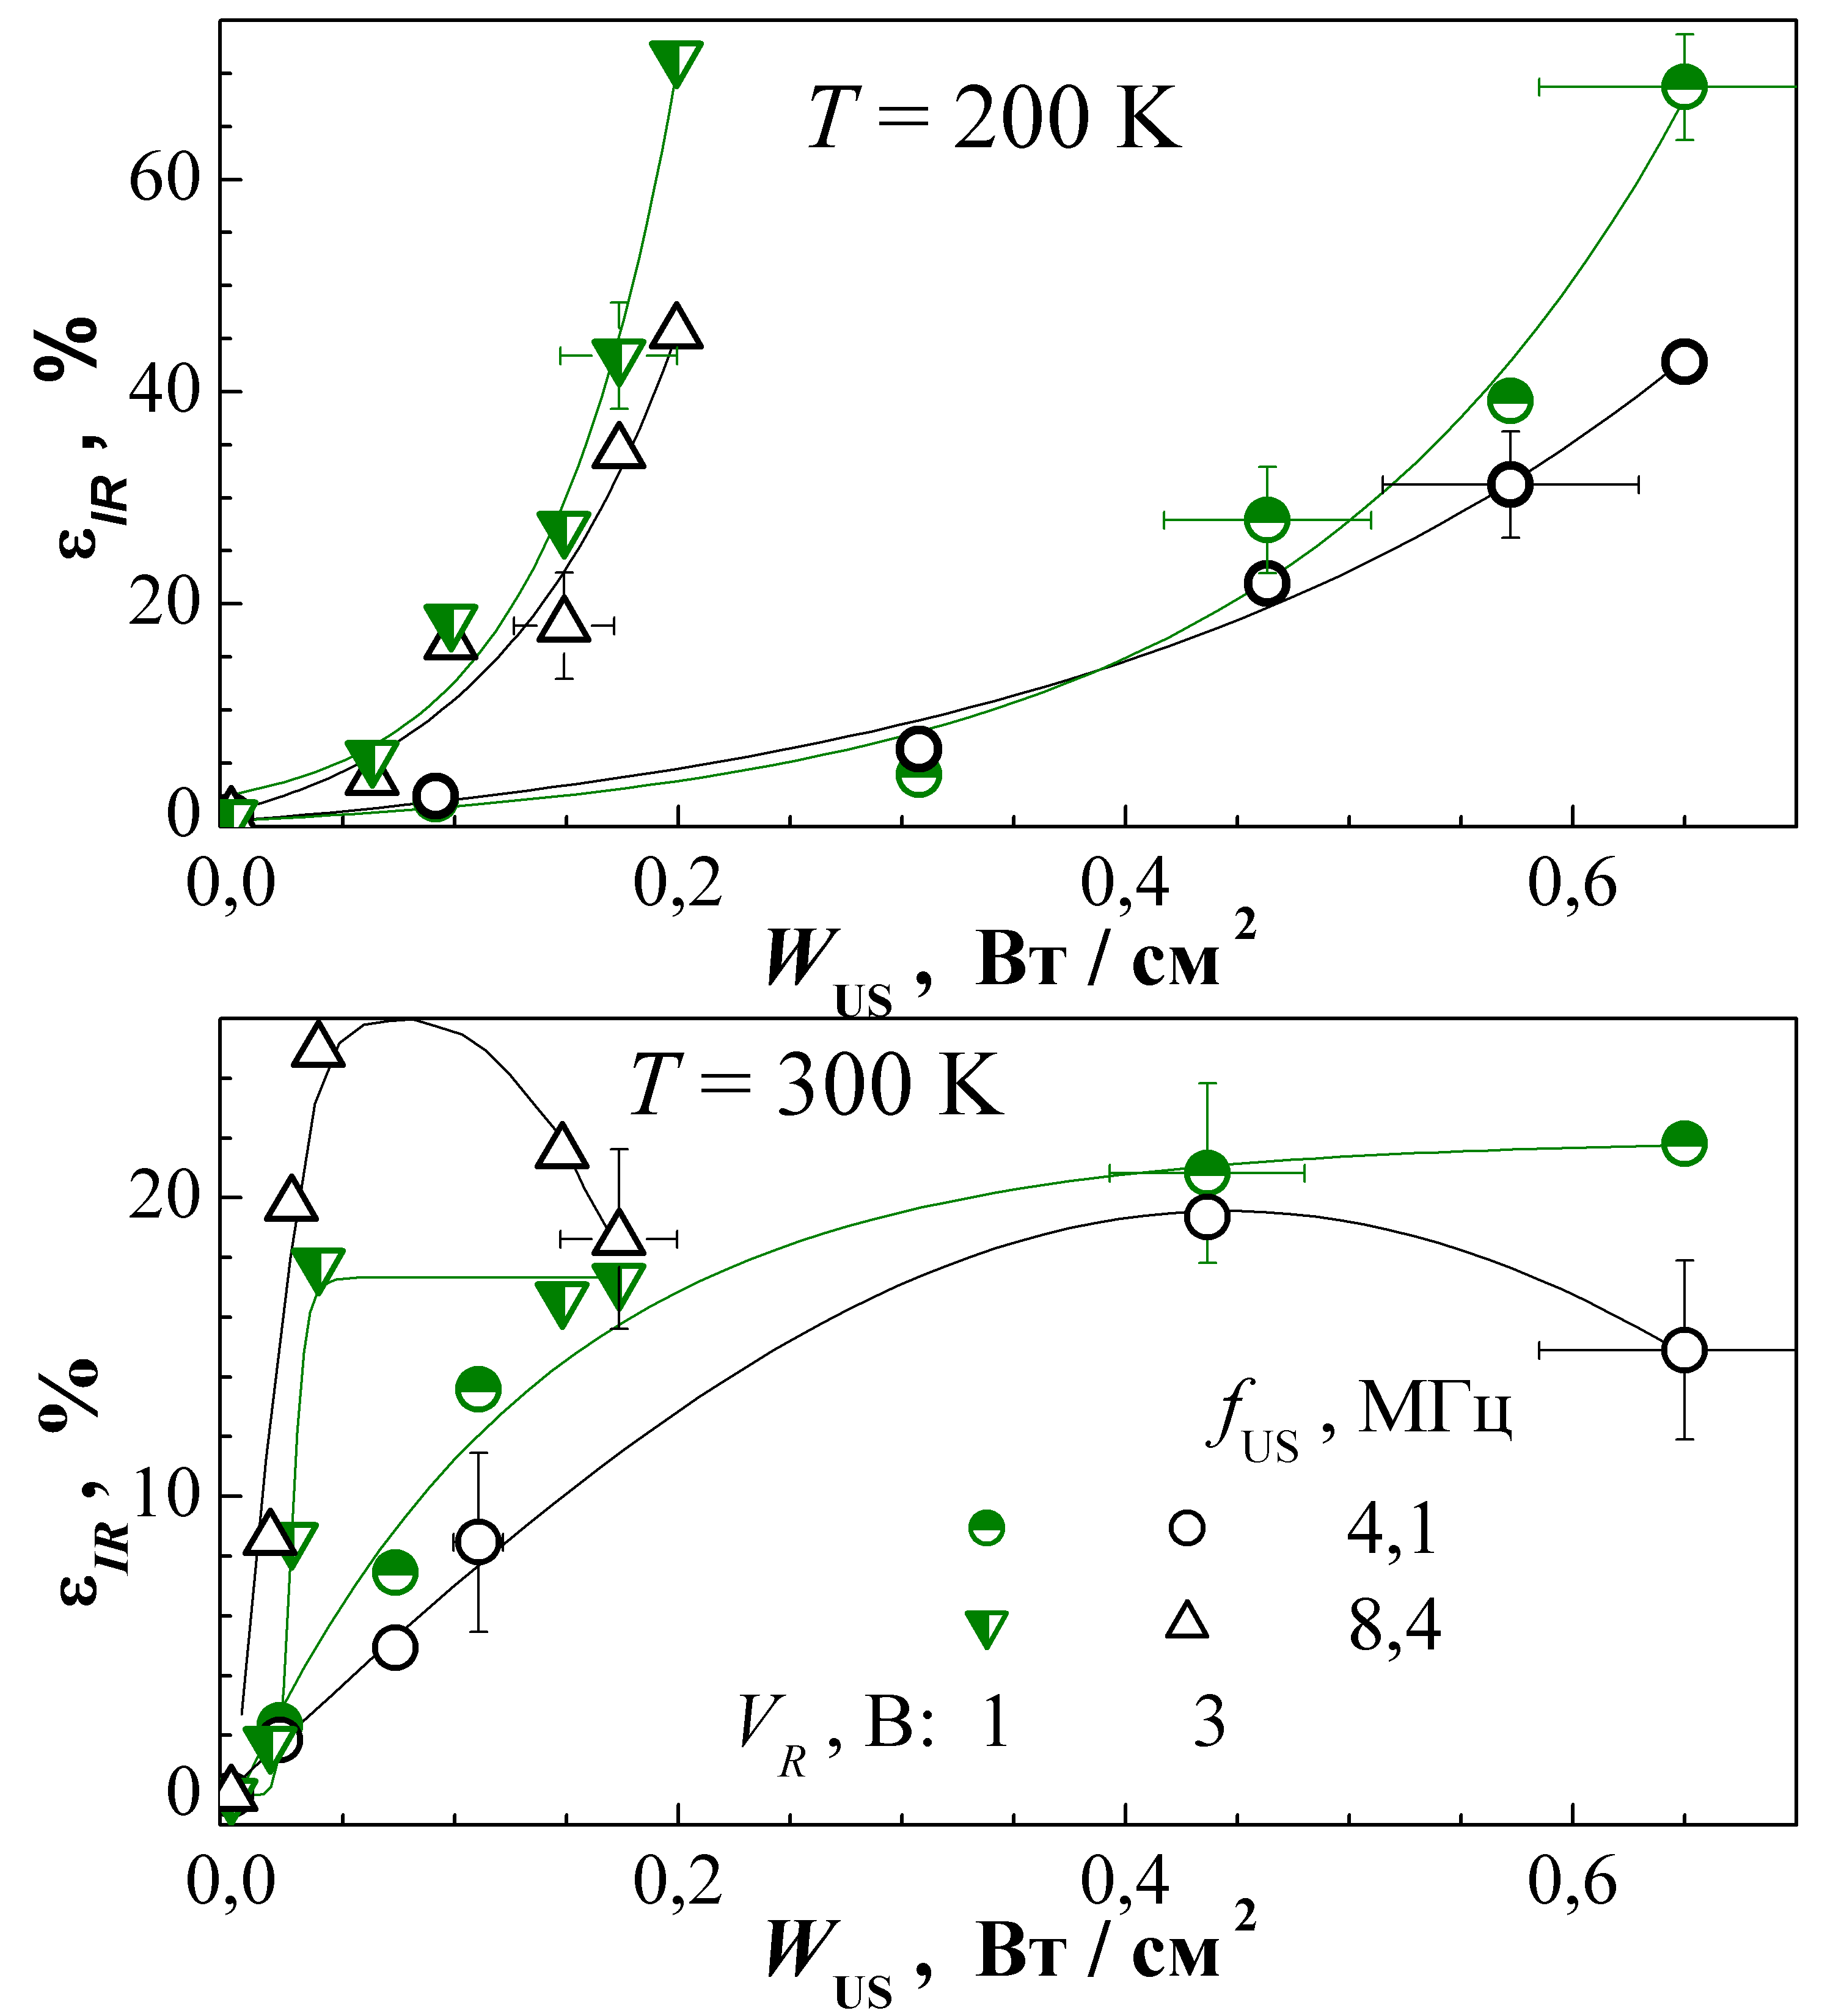 T = 200 K
60
40
20
0
ε_IR, %
0,0 0,2 0,4 0,6
W_US, Вт / см²
T = 300 K
20
10
0
ε_IR, %
f_US, МГц
4,1
8,4
V_R, В: 1 3
0,0 0,2 0,4 0,6
W_US, Вт / см²